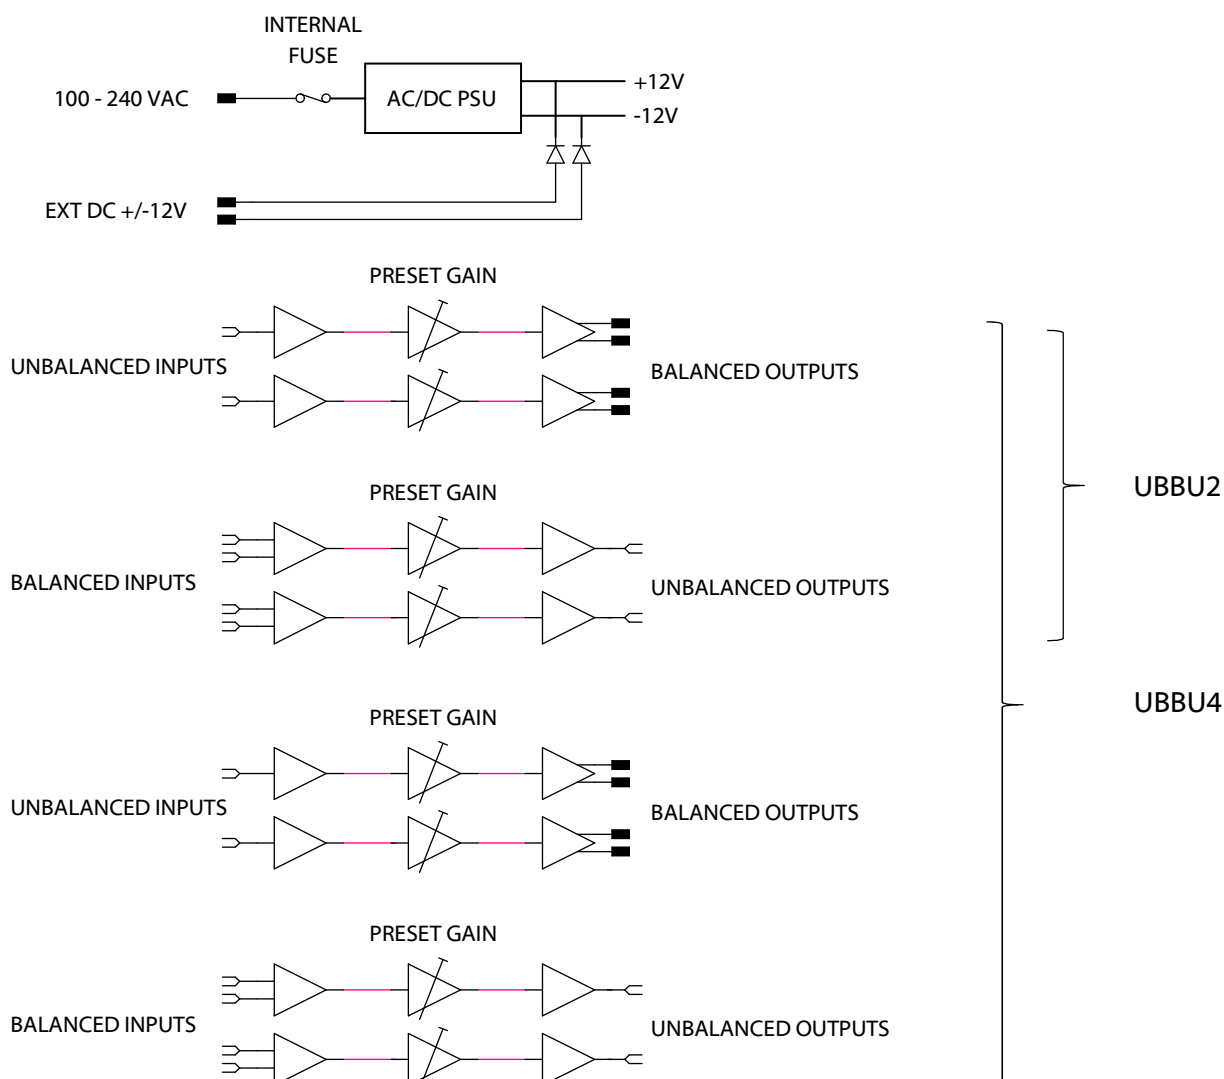 INTERNAL
FUSE
100 - 240 VAC
AC/DC PSU
+12V
-12V
EXT DC +/-12V
PRESET GAIN
UNBALANCED INPUTS
BALANCED OUTPUTS
PRESET GAIN
UBBU2
BALANCED INPUTS
UNBALANCED OUTPUTS
UBBU4
PRESET GAIN
UNBALANCED INPUTS
BALANCED OUTPUTS
PRESET GAIN
BALANCED INPUTS
UNBALANCED OUTPUTS